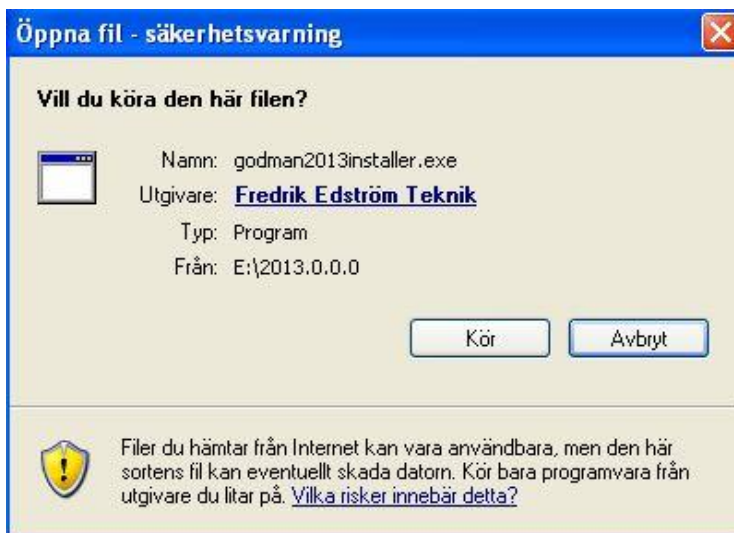 Öppna fil - säkerhetsvarning
Vill du köra den här filen?
Namn: godman2013installer.exe
Utgivare: Fredrik Edström Teknik
Typ: Program
Från: E:\2013.0.0.0
Kör Avbryt
Filer du hämtar från Internet kan vara användbara, men den här
sortens fil kan eventuellt skada datorn. Kör bara programvara från
utgivare du litar på. Vilka risker innebär detta?